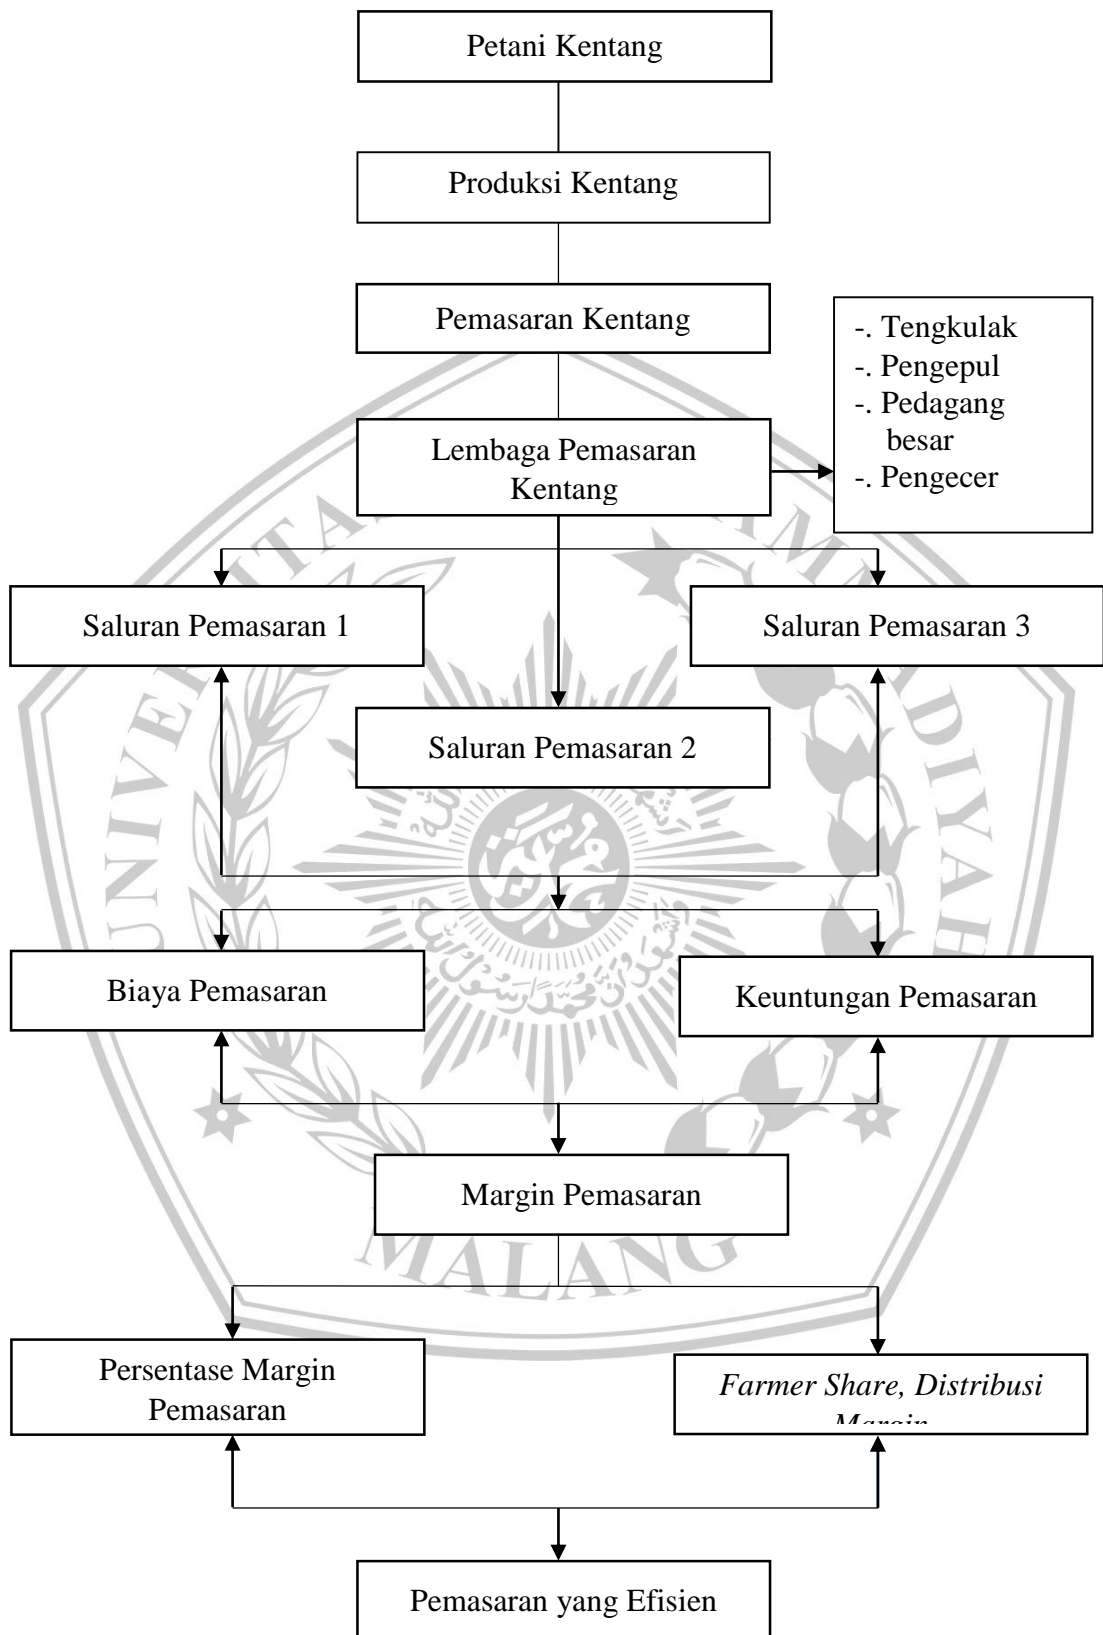 Petani Kentang
Produksi Kentang
Pemasaran Kentang
-. Tengkulak
-. Pengepul
-. Pedagang
besar
-. Pengecer
Lembaga Pemasaran
Kentang
Saluran Pemasaran 1
Saluran Pemasaran 3
Saluran Pemasaran 2
Biaya Pemasaran
Keuntungan Pemasaran
Margin Pemasaran
MALANG
Persentase Margin
Pemasaran
Farmer Share, Distribusi
Margin
Pemasaran yang Efisien